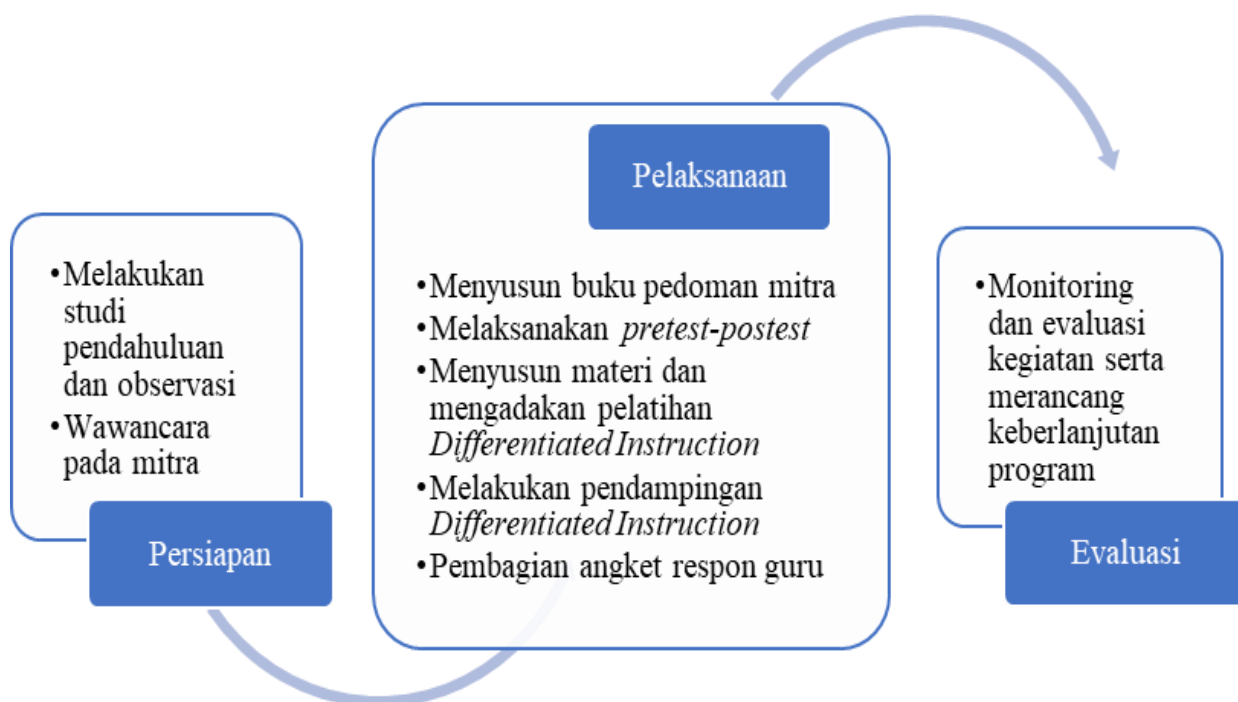 •Melakukan
studi
pendahuluan
dan observasi
•Wawancara
pada mitra
Persiapan
Pelaksanaan
•Menyusun buku pedoman mitra
•Melaksanakan pretest-postest
•Menyusun materi dan
mengadakan pelatihan
Differentiated Instruction
•Melakukan pendampingan
Differentiated Instruction
•Pembagian angket respon guru
•Monitoring
dan evaluasi
kegiatan serta
merancang
keberlanjutan
program
Evaluasi